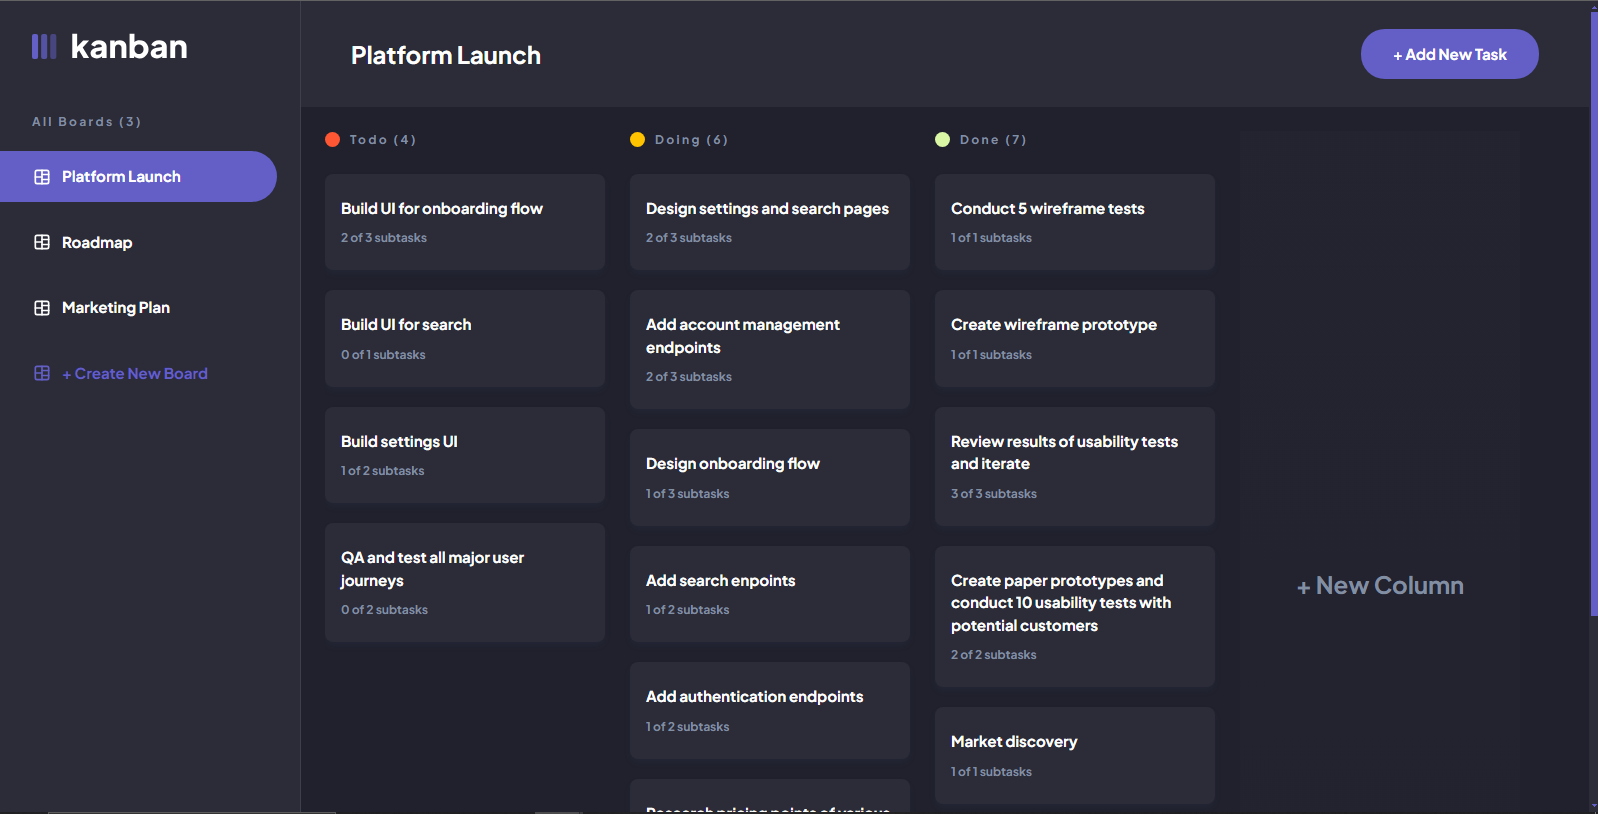 kanban
All Boards (3)
Platform Launch
Roadmap
Marketing Plan
+ Create New Board
Platform Launch
+ Add New Task
Todo (4)
Build UI for onboarding flow
2 of 3 subtasks
Build UI for search
0 of 1 subtasks
Build settings UI
1 of 2 subtasks
QA and test all major user
journeys
0 of 2 subtasks
Doing (6)
Design settings and search pages
2 of 3 subtasks
Add account management
endpoints
2 of 3 subtasks
Design onboarding flow
1 of 3 subtasks
Add search enpoints
1 of 2 subtasks
Add authentication endpoints
1 of 2 subtasks
Research pricing points of various
Done (7)
Conduct 5 wireframe tests
1 of 1 subtasks
Create wireframe prototype
1 of 1 subtasks
Review results of usability tests
and iterate
3 of 3 subtasks
Create paper prototypes and
conduct 10 usability tests with
potential customers
2 of 2 subtasks
Market discovery
1 of 1 subtasks
+ New Column